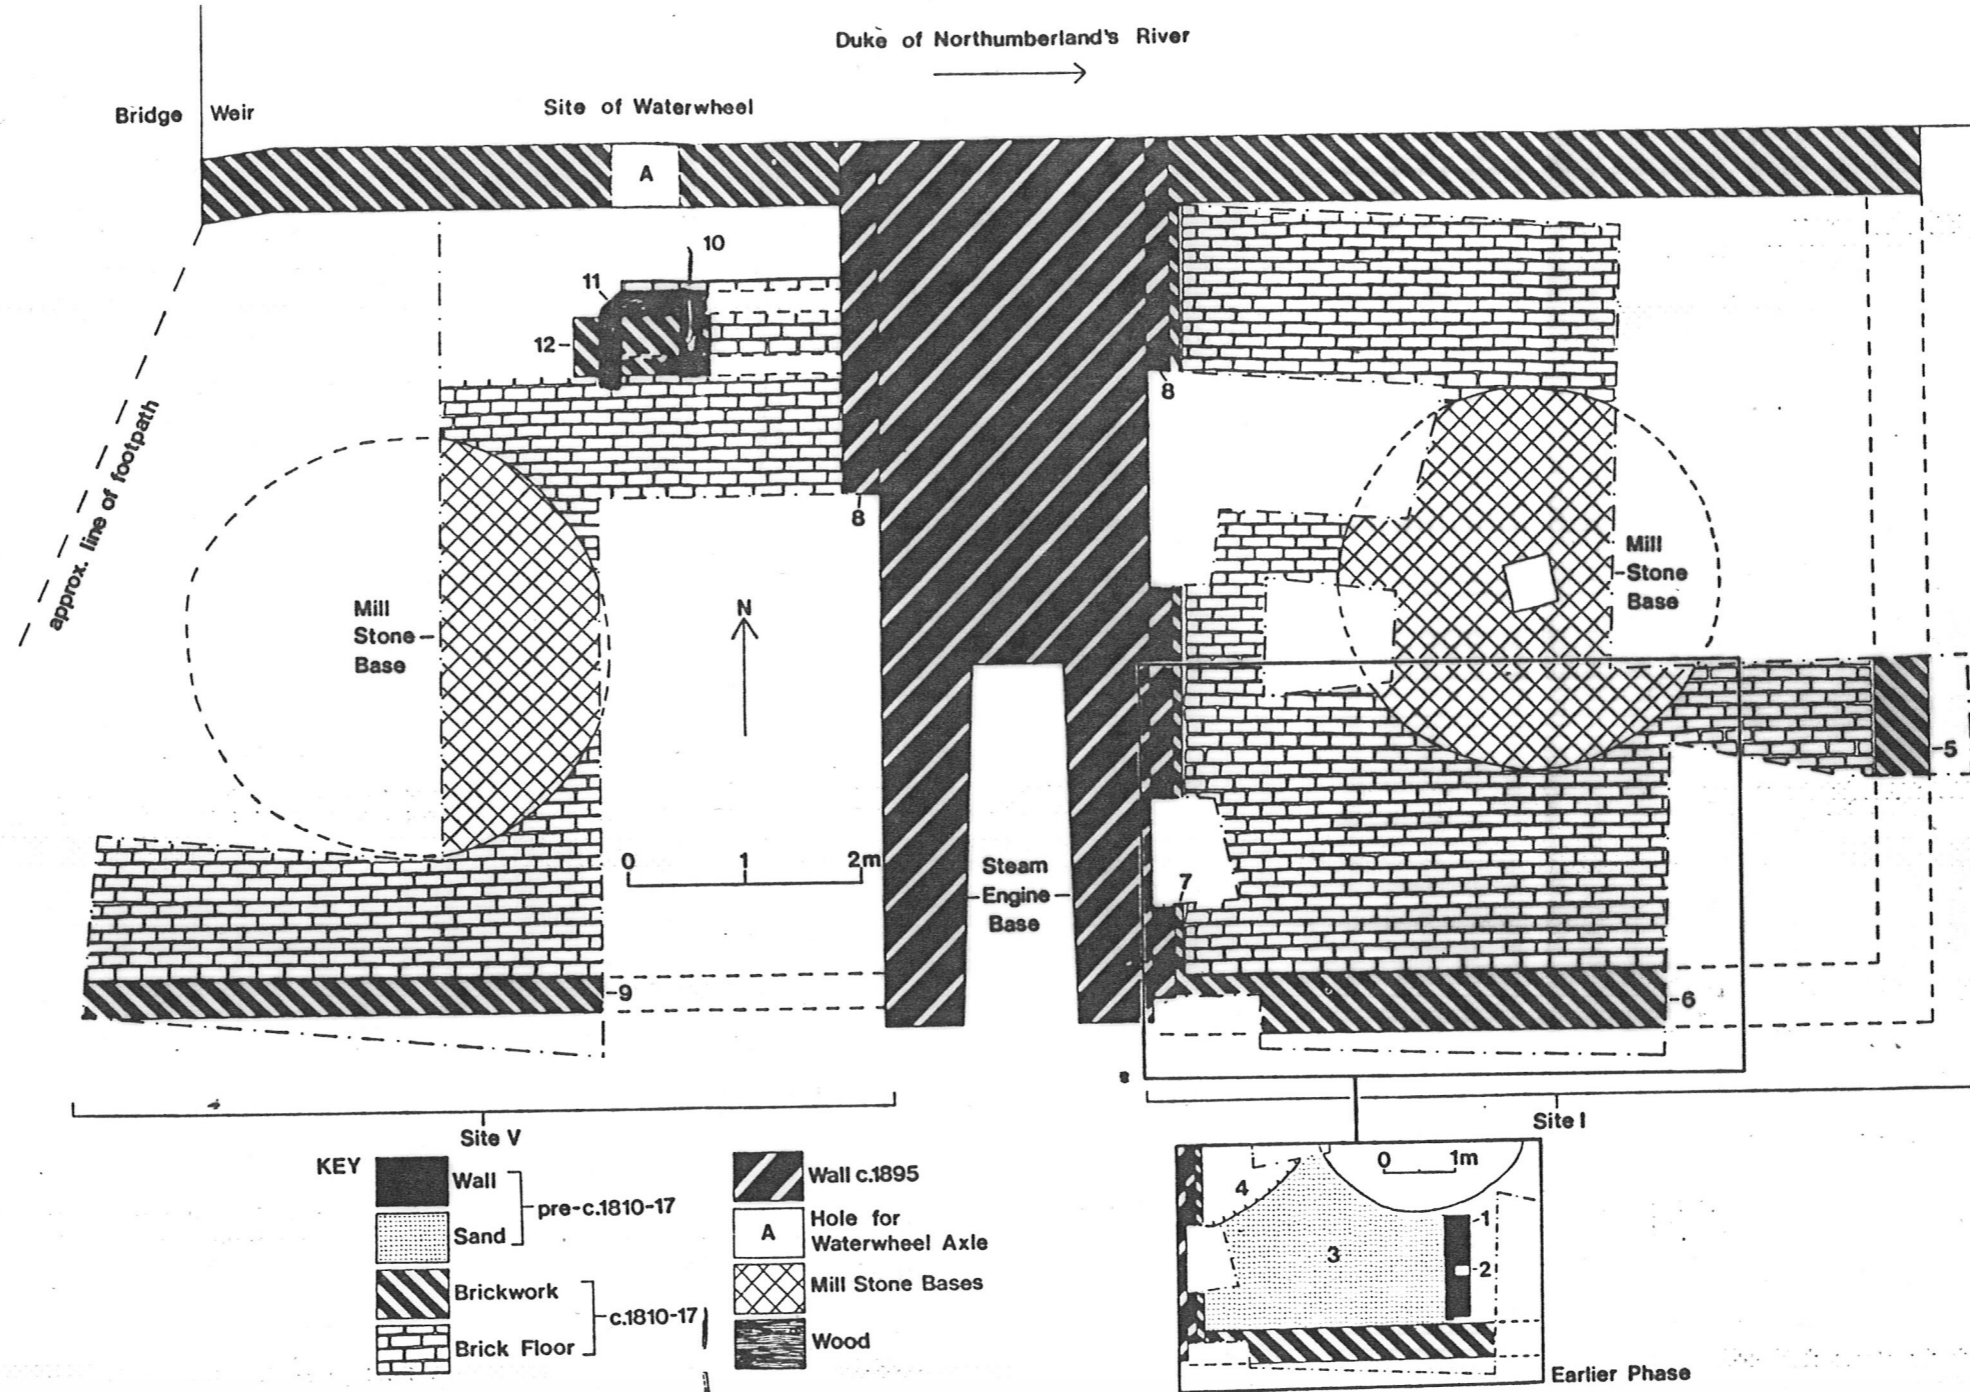 Duke of Northumberland's River
Bridge
Weir
Site of Waterwheel
A
10
11
12
8
8
approx. line of footpath
Mill
Stone
Base
N
Mill
Stone
Base
5
0 1 2m
Steam
Engine
Base
7
9
6
Site V
Site I
KEY
Wall
Sand
pre-c.1810-17
Brickwork
Brick Floor
c.1810-17
Wall c.1895
A
Hole for
Waterwheel Axle
Mill Stone Bases
Wood
0 1m
4
1
3
2
Earlier Phase